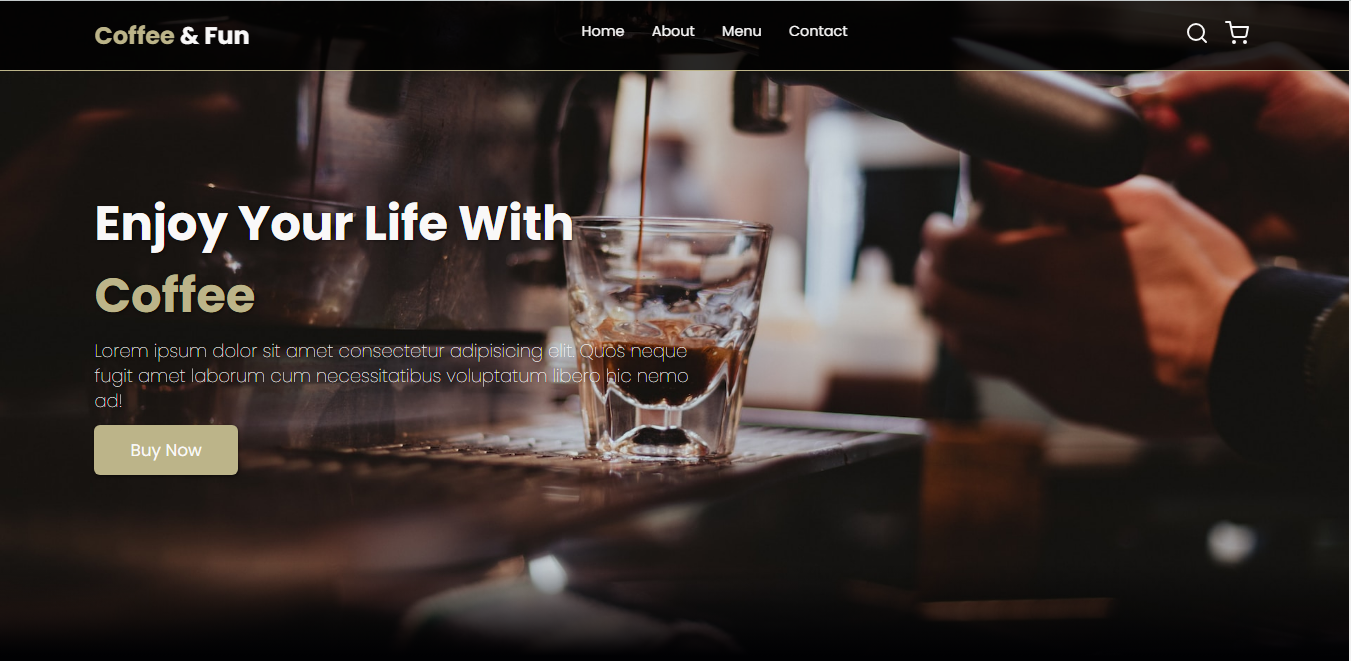 Coffee & Fun
Home About Menu Contact
Enjoy Your Life With
Coffee
Lorem ipsum dolor sit amet consectetur adipisicing elit. Quos neque
fugit amet laborum cum necessitatibus voluptatum libero hic nemo
ad!
Buy Now